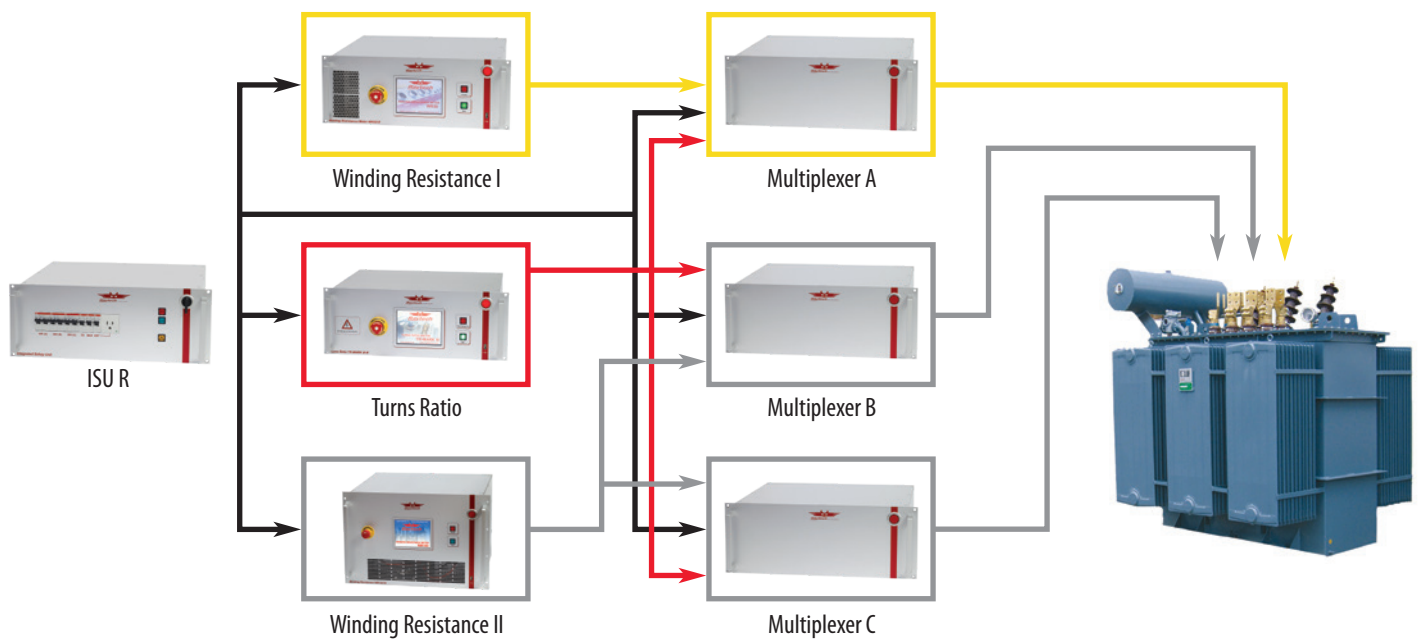 Winding Resistance I
Multiplexer A
ISU R
Turns Ratio
Multiplexer B
Winding Resistance II
Multiplexer C